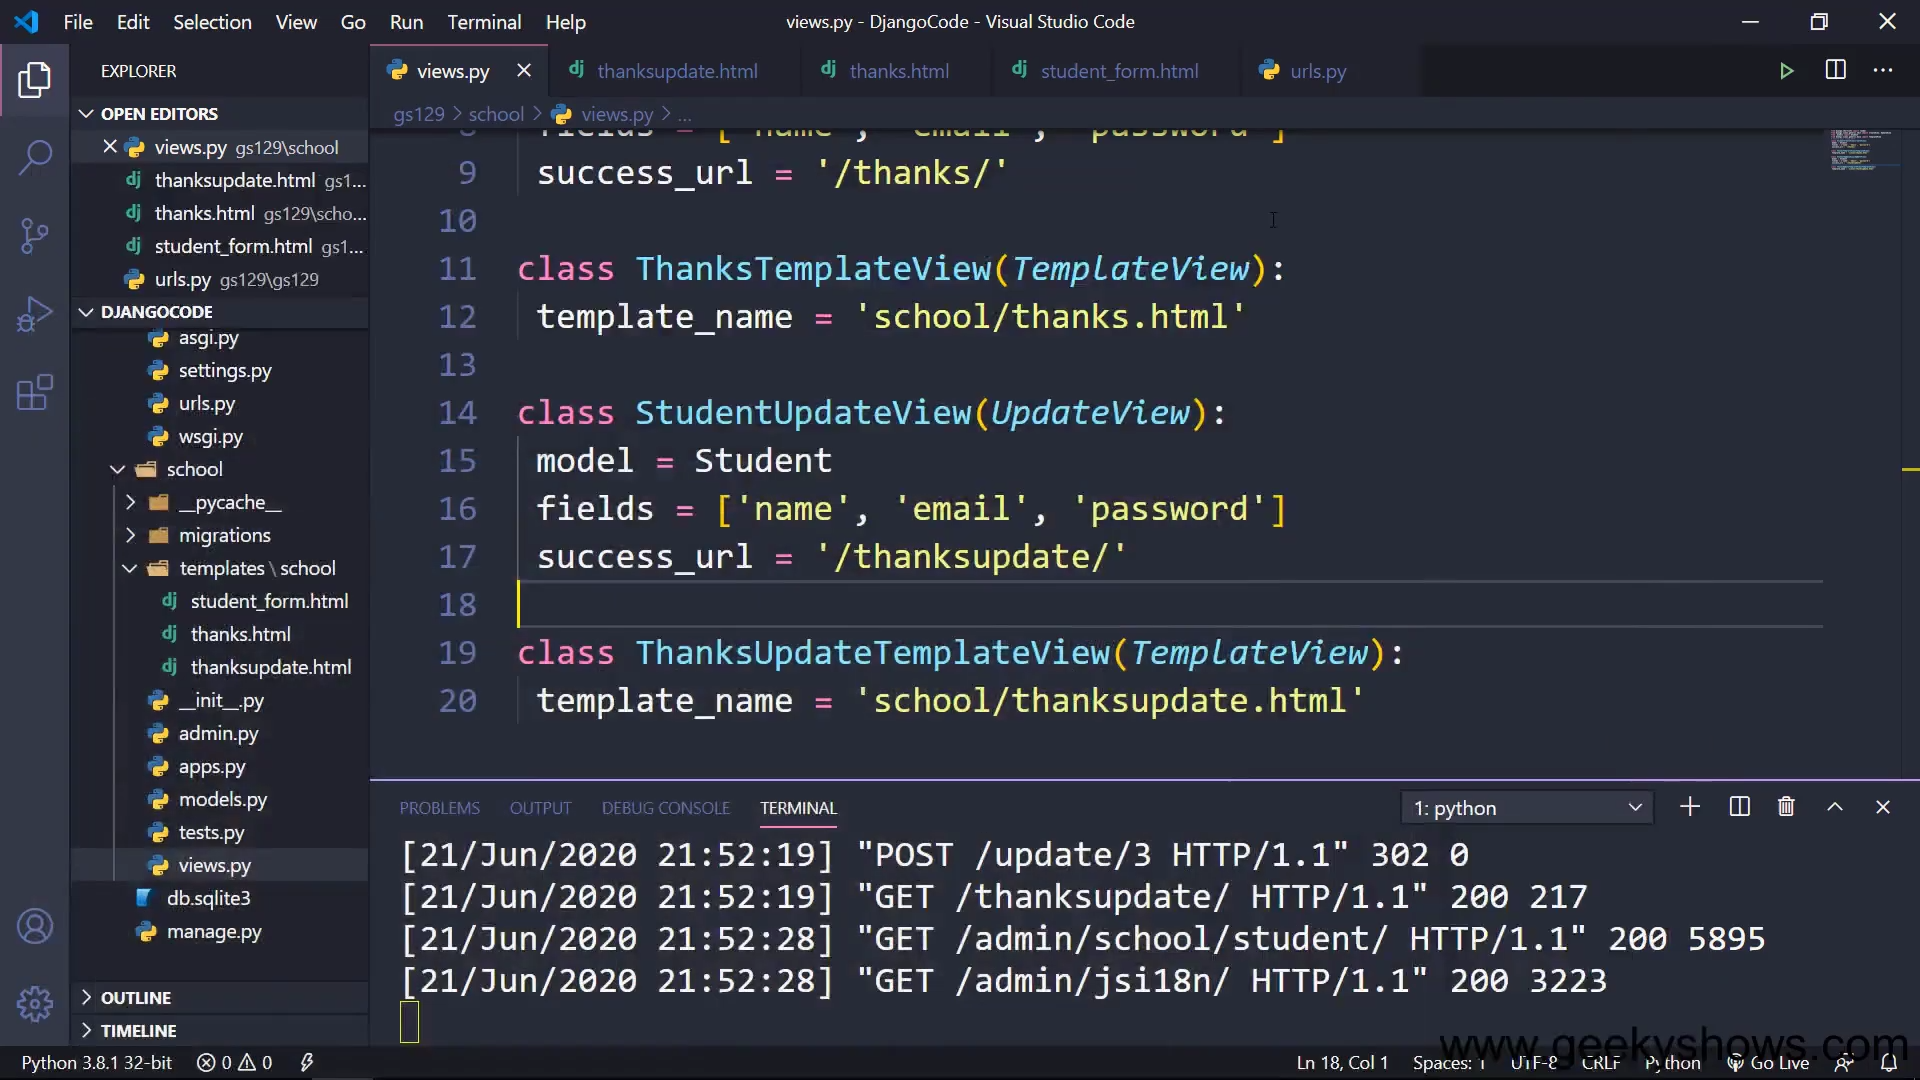 File Edit Selection View Go Run Terminal Help views.py - DjangoCode - Visual Studio Code
EXPLORER
views.py thanksupdate.html thanks.html student_form.html urls.py
OPEN EDITORS
gs129 > school > views.py > ...
views.py gs129\school
thanksupdate.html gs1...
thanks.html gs129\scho...
student_form.html gs1...
urls.py gs129\gs129
DJANGOCODE
asgi.py
settings.py
urls.py
wsgi.py
school
__pycache__
migrations
templates \ school
student_form.html
thanks.html
thanksupdate.html
__init__.py
admin.py
apps.py
models.py
tests.py
views.py
db.sqlite3
manage.py
OUTLINE
TIMELINE
8 fields = ['name', 'email', 'password']
9 success_url = '/thanks/'
10
11 class ThanksTemplateView(TemplateView):
12 template_name = 'school/thanks.html'
13
14 class StudentUpdateView(UpdateView):
15 model = Student
16 fields = ['name', 'email', 'password']
17 success_url = '/thanksupdate/'
18
19 class ThanksUpdateTemplateView(TemplateView):
20 template_name = 'school/thanksupdate.html'
PROBLEMS OUTPUT DEBUG CONSOLE TERMINAL 1: python
[21/Jun/2020 21:52:19] "POST /update/3 HTTP/1.1" 302 0
[21/Jun/2020 21:52:19] "GET /thanksupdate/ HTTP/1.1" 200 217
[21/Jun/2020 21:52:28] "GET /admin/school/student/ HTTP/1.1" 200 5895
[21/Jun/2020 21:52:28] "GET /admin/jsi18n/ HTTP/1.1" 200 3223
www.geekyshows.com
Python 3.8.1 32-bit 0 0 Ln 18, Col 1 Spaces: 1 UTF-8 CRLF Python Go Live